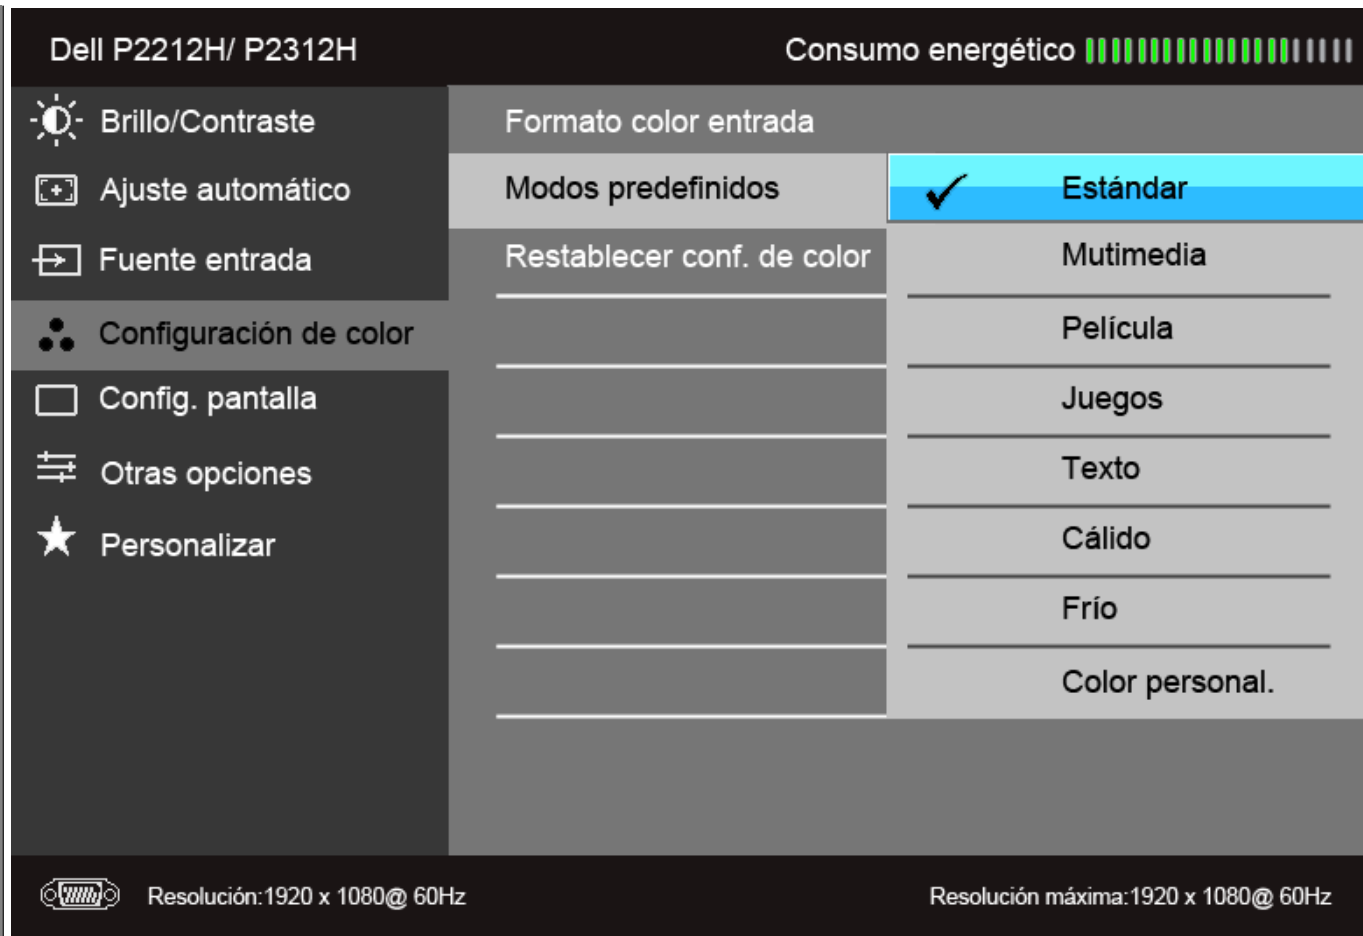 Dell P2212H/ P2312H
Consumo energético
Brillo/Contraste
Ajuste automático
Fuente entrada
Configuración de color
Config. pantalla
Otras opciones
Personalizar
Formato color entrada
Modos predefinidos
Restablecer conf. de color
Estándar
Mutimedia
Película
Juegos
Texto
Cálido
Frío
Color personal.
Resolución:1920 x 1080@ 60Hz
Resolución máxima:1920 x 1080@ 60Hz